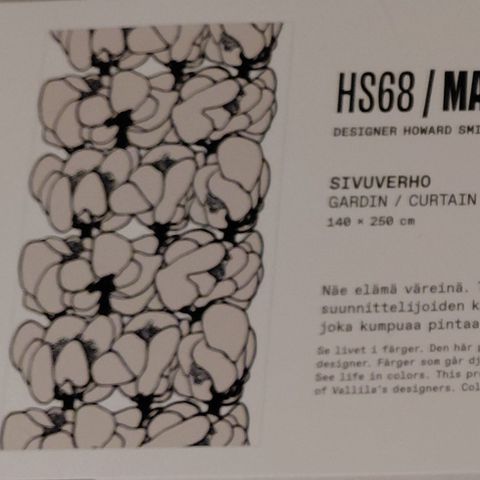 HS68 / MA
DESIGNER HOWARD SMI
SIVUVERHO
GARDIN / CURTAIN
140 × 250 cm
Näe elämä väreinä.
suunnittelijoiden k
joka kumpuaa pintaa
Se livet i färger. Den här p
designer. Färger som går dj
See life in colors. This pro
of Vallila's designers. Col